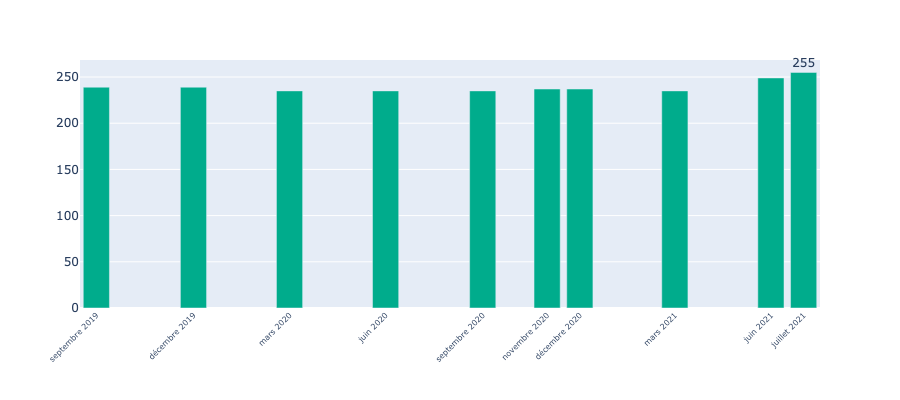 255
250
200
150
100
50
0
septembre 2019
décembre 2019
mars 2020
juin 2020
septembre 2020
novembre 2020
décembre 2020
mars 2021
juin 2021
juillet 2021